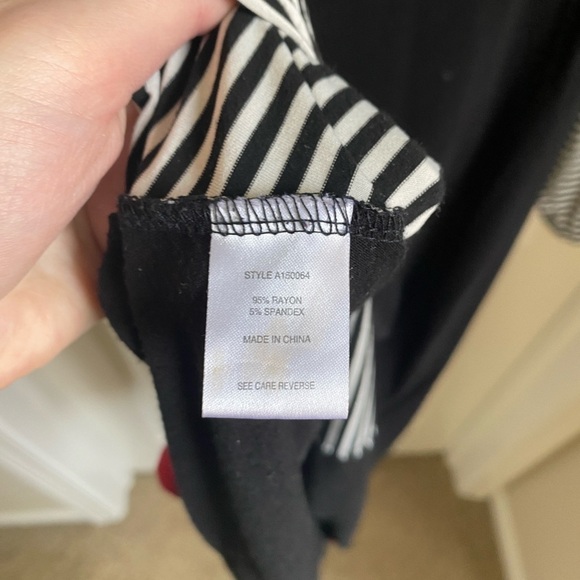 STYLE A150064
95% RAYON
5% SPANDEX
MADE IN CHINA
SEE CARE REVERSE